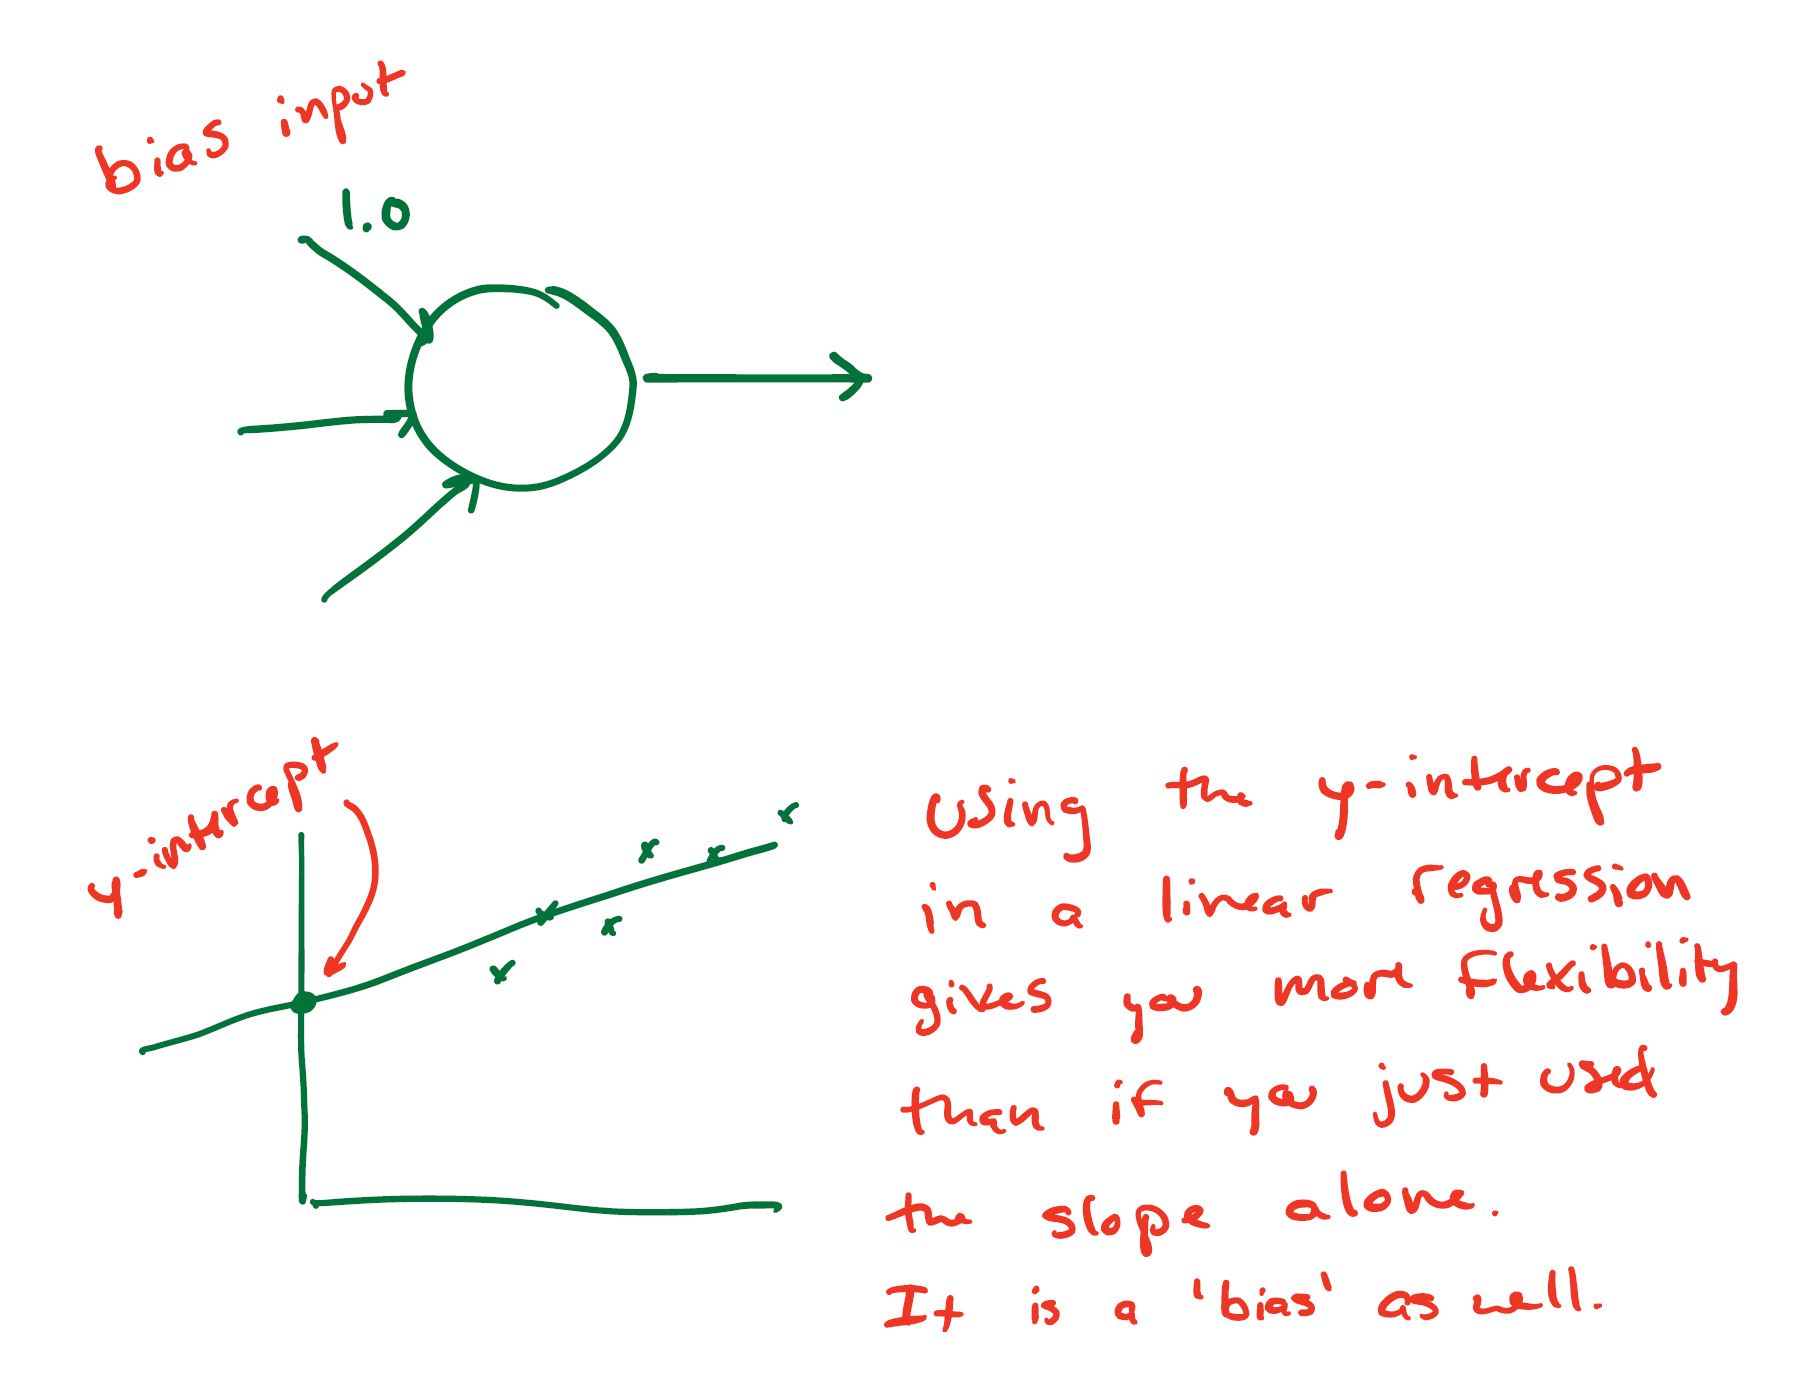 bias input
1.0
y-intercept
Using the y-intercept
in a linear regression
gives you more flexibility
than if you just used
the slope alone.
It is a 'bias' as well.